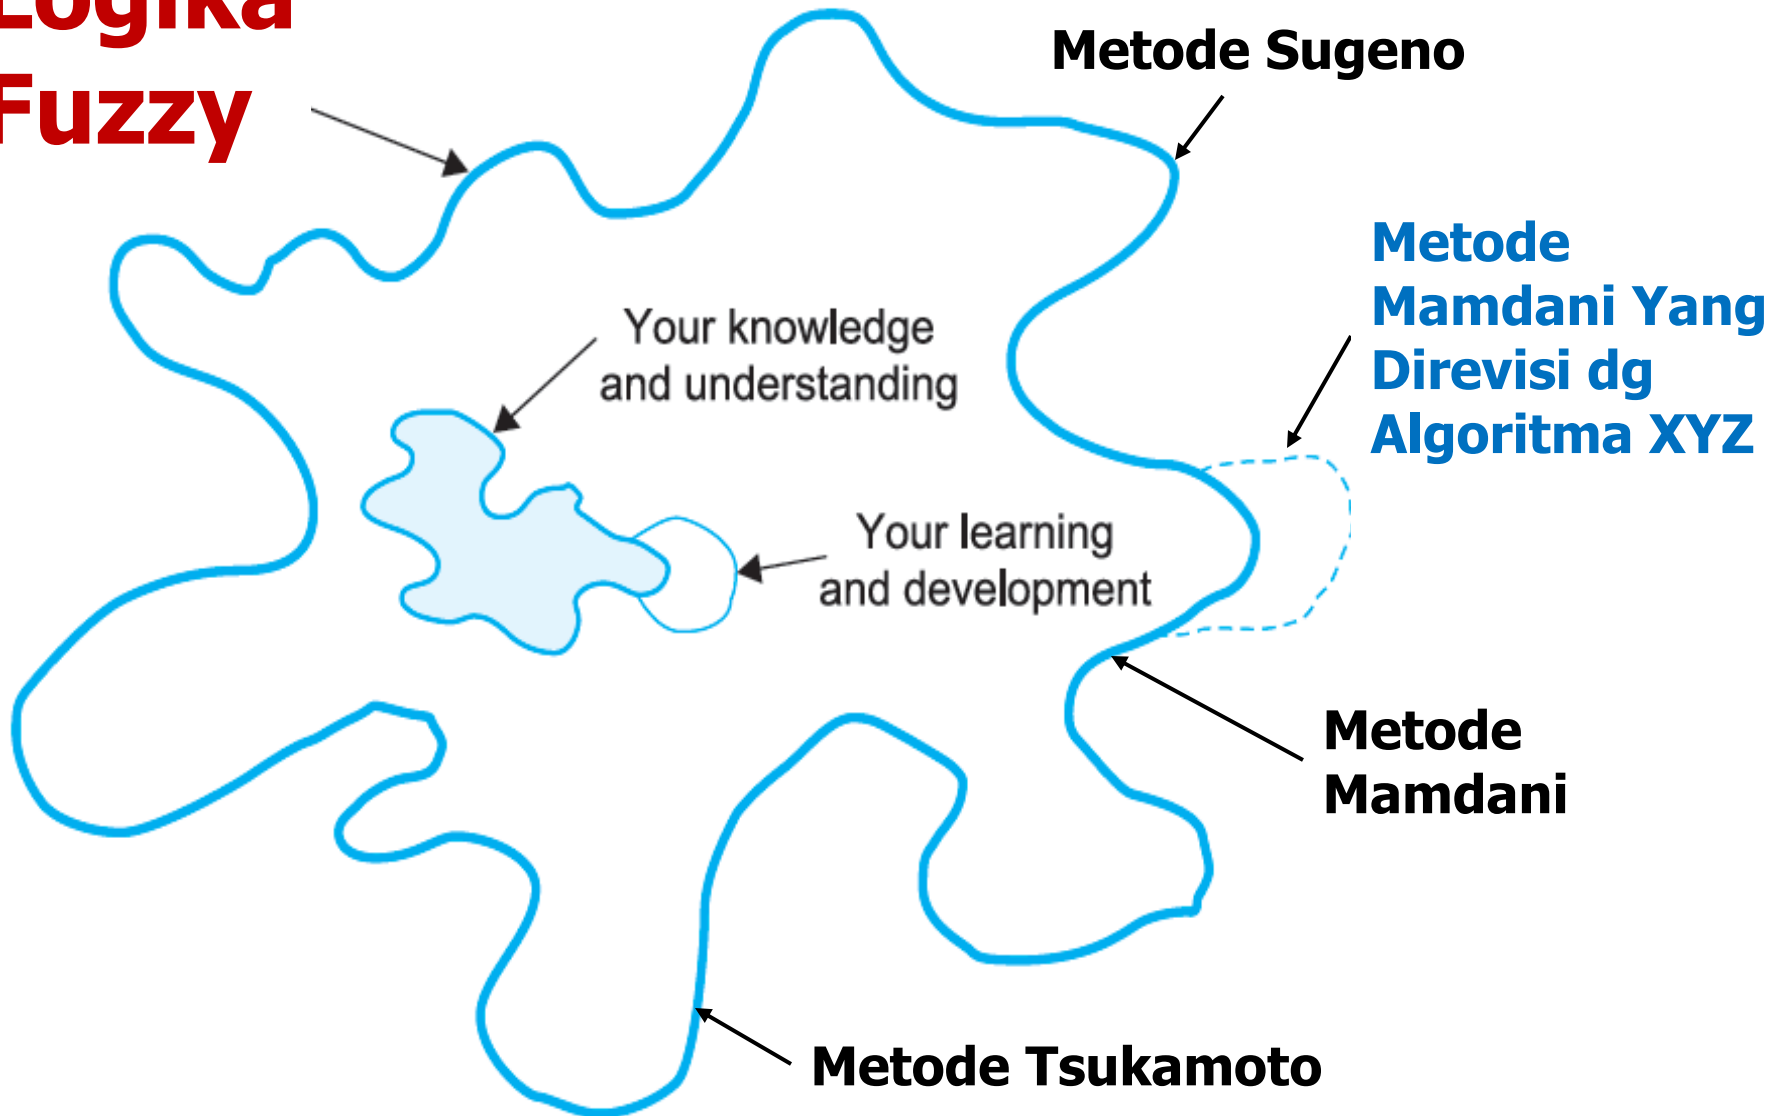 Logika
Fuzzy
Metode Sugeno
Metode
Mamdani Yang
Direvisi dg
Algoritma XYZ
Your knowledge
and understanding
Your learning
and development
Metode
Mamdani
Metode Tsukamoto